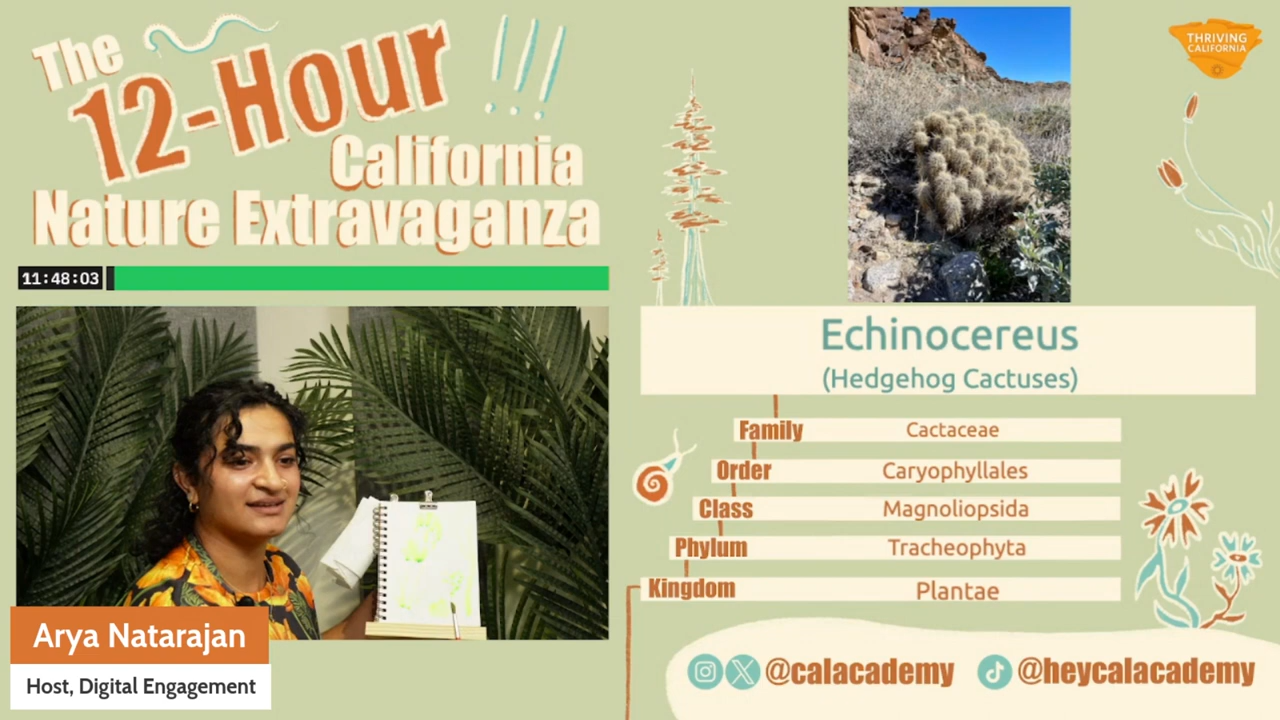 The
12-Hour
!!!
California
Nature Extravaganza
11:48:03
THRIVING
CALIFORNIA
Arya Natarajan
Host, Digital Engagement
Echinocereus
(Hedgehog Cactuses)
Family Cactaceae
Order Caryophyllales
Class Magnoliopsida
Phylum Tracheophyta
Kingdom Plantae
@calacademy @heycalacademy